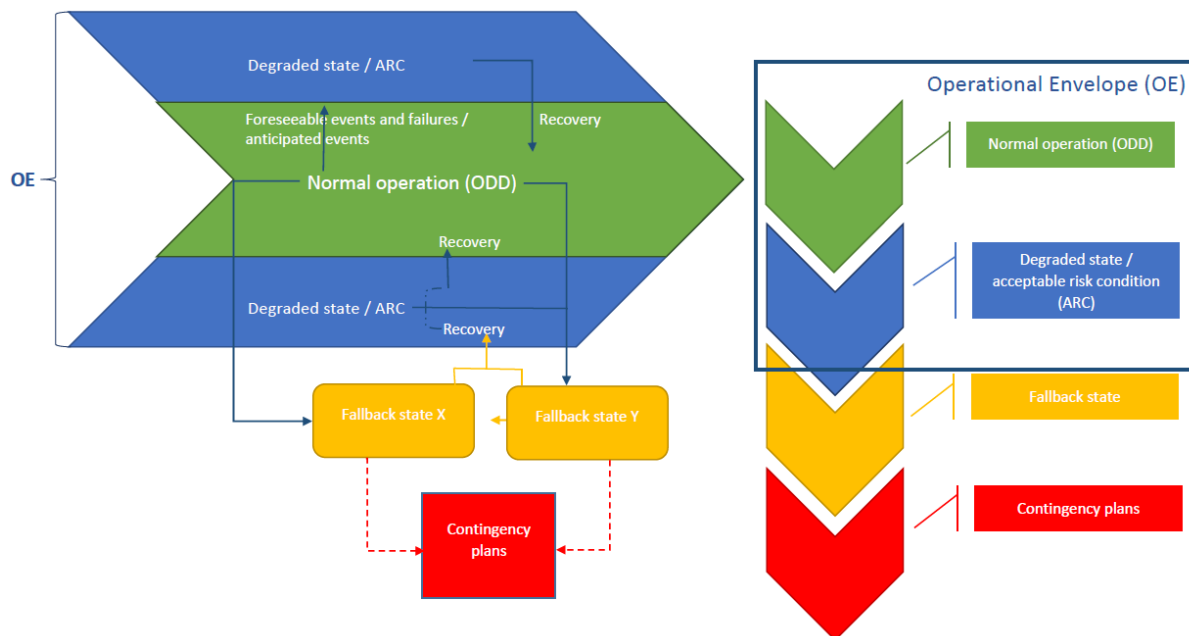 OE
Degraded state / ARC
Foreseeable events and failures /
anticipated events
Recovery
Normal operation (ODD)
Recovery
Degraded state / ARC
Recovery
Fallback state X
Fallback state Y
Contingency
plans
Operational Envelope (OE)
Normal operation (ODD)
Degraded state /
acceptable risk condition
(ARC)
Fallback state
Contingency plans